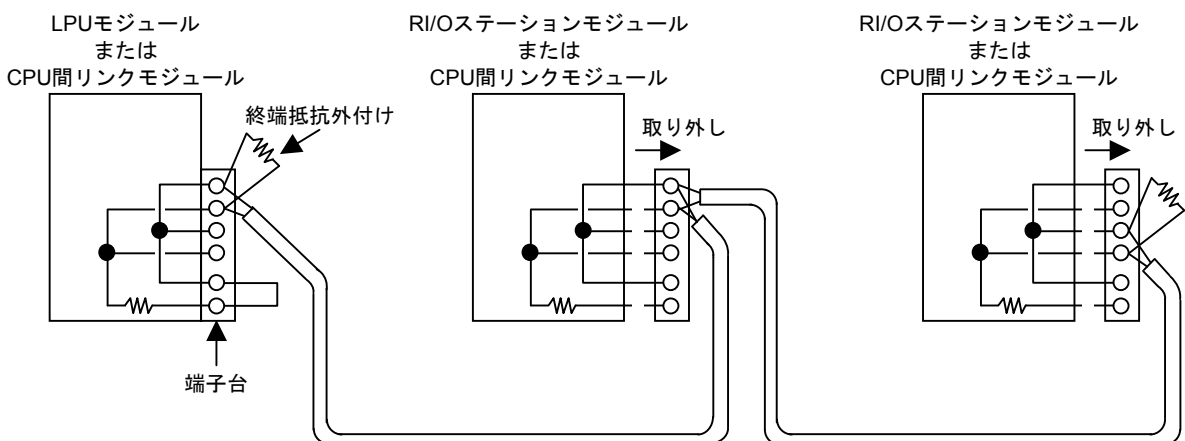 LPUモジュール
または
CPU間リンクモジュール
RI/Oステーションモジュール
または
CPU間リンクモジュール
RI/Oステーションモジュール
または
CPU間リンクモジュール
終端抵抗外付け
取り外し
取り外し
端子台